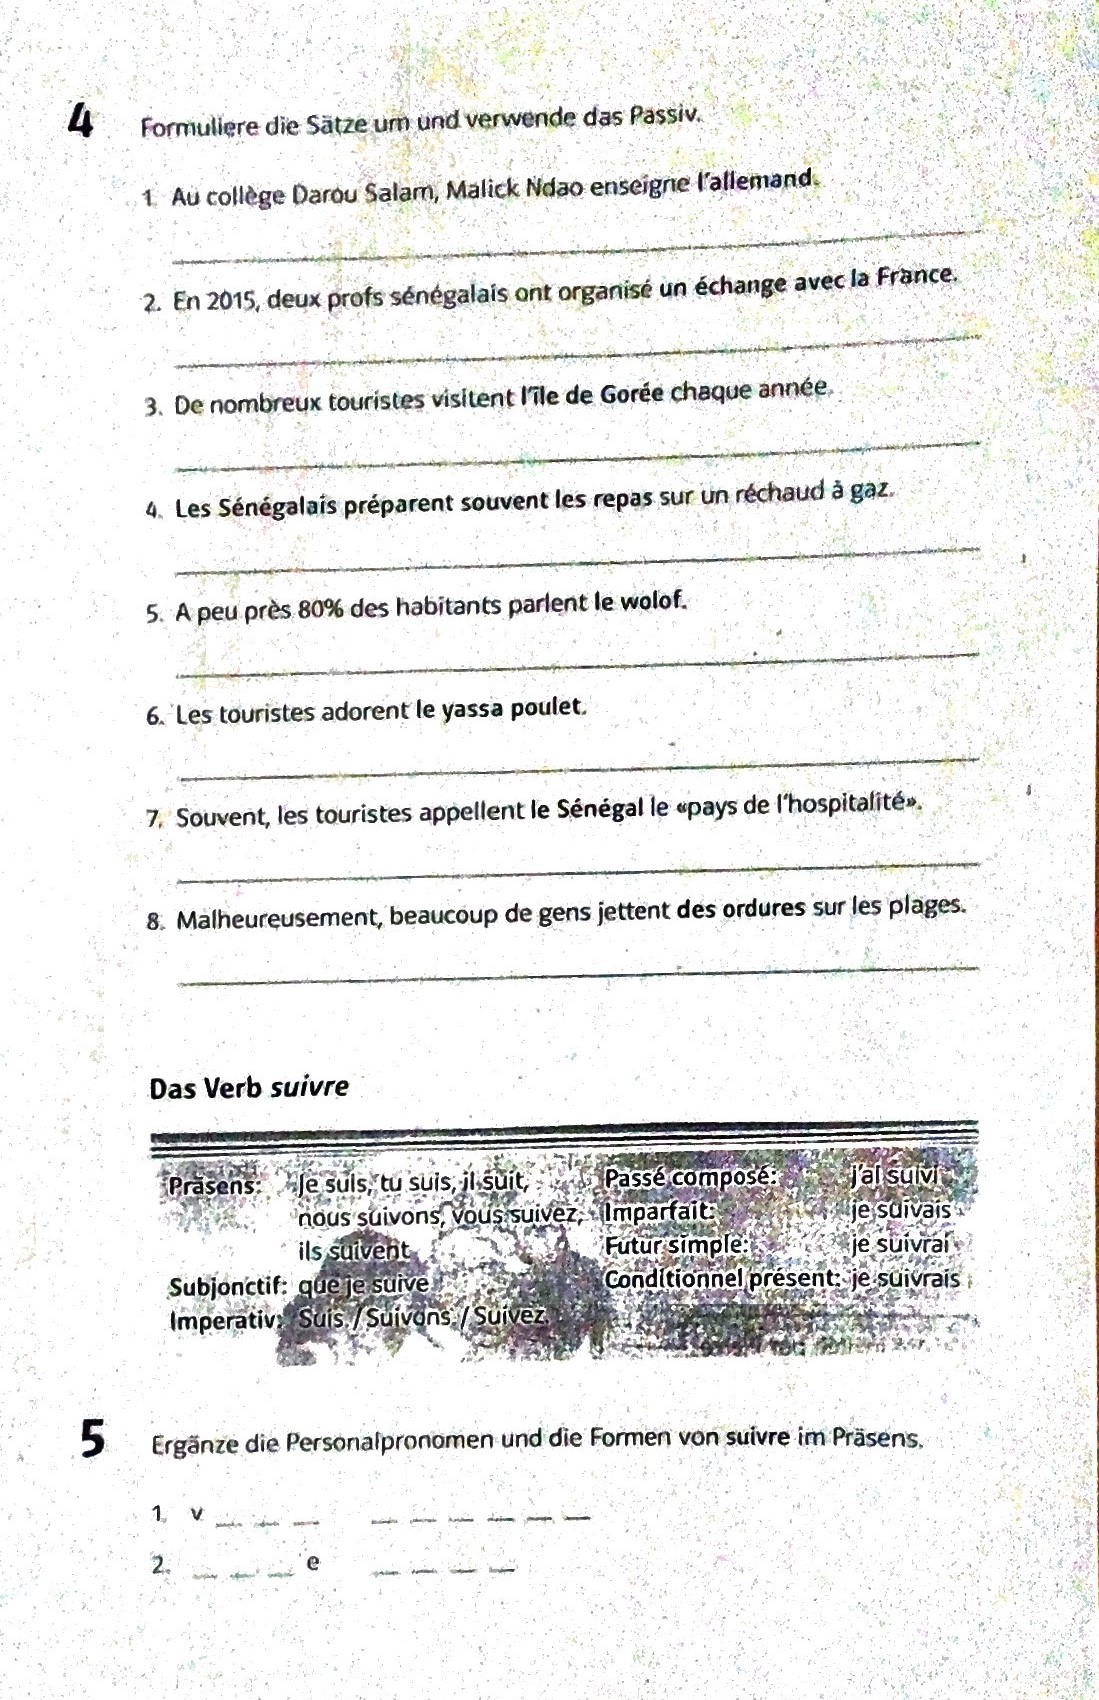 4 Formuliere die Sätze um und verwende das Passiv.
1. Au collège Darou Salam, Malick Ndao enseigne l'allemand.
2. En 2015, deux profs sénégalais ont organisé un échange avec la France.
3. De nombreux touristes visitent l'île de Gorée chaque année.
4. Les Sénégalais préparent souvent les repas sur un réchaud à gaz.
5. A peu près 80% des habitants parlent le wolof.
6. Les touristes adorent le yassa poulet.
7. Souvent, les touristes appellent le Sénégal le «pays de l'hospitalité».
8. Malheureusement, beaucoup de gens jettent des ordures sur les plages.
Das Verb suivre
Präsens: Je suis, tu suis, il suit, Passé composé: j'ai suivi
nous suivons, vous suivez, Imparfait: je suivais
ils suivent Futur simple: je suivrai
Subjonctif: que je suive Conditionnel présent: je suivrais
Imperativ: Suis. / Suivons. / Suivez.
5 Ergänze die Personalpronomen und die Formen von suivre im Präsens.
1. v _ _ _ _ _ _ _ _ _
2. _ _ _ e _ _ _ _